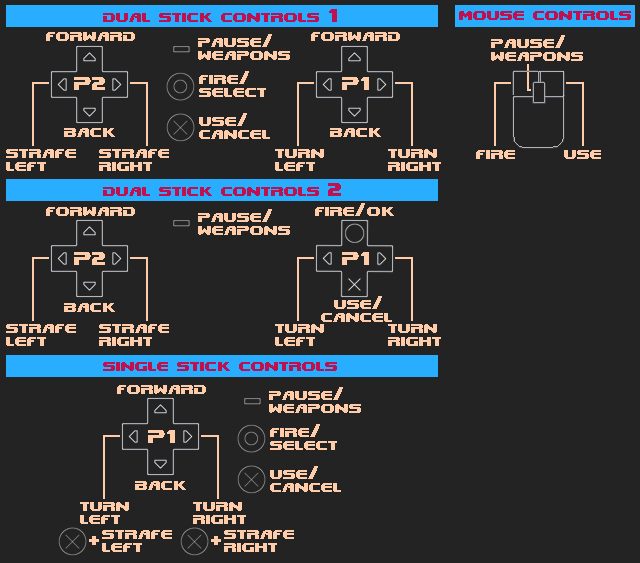 DUAL STICK CONTROLS 1
FORWARD
P2
BACK
STRAFE
LEFT
STRAFE
RIGHT
PAUSE/
WEAPONS
FIRE/
SELECT
USE/
CANCEL
FORWARD
P1
BACK
TURN
LEFT
TURN
RIGHT
MOUSE CONTROLS
PAUSE/
WEAPONS
FIRE
USE
DUAL STICK CONTROLS 2
FORWARD
P2
BACK
STRAFE
LEFT
STRAFE
RIGHT
PAUSE/
WEAPONS
FIRE/OK
P1
USE/
CANCEL
TURN
LEFT
TURN
RIGHT
SINGLE STICK CONTROLS
FORWARD
P1
BACK
TURN
LEFT
TURN
RIGHT
+STRAFE
LEFT
+STRAFE
RIGHT
PAUSE/
WEAPONS
FIRE/
SELECT
USE/
CANCEL